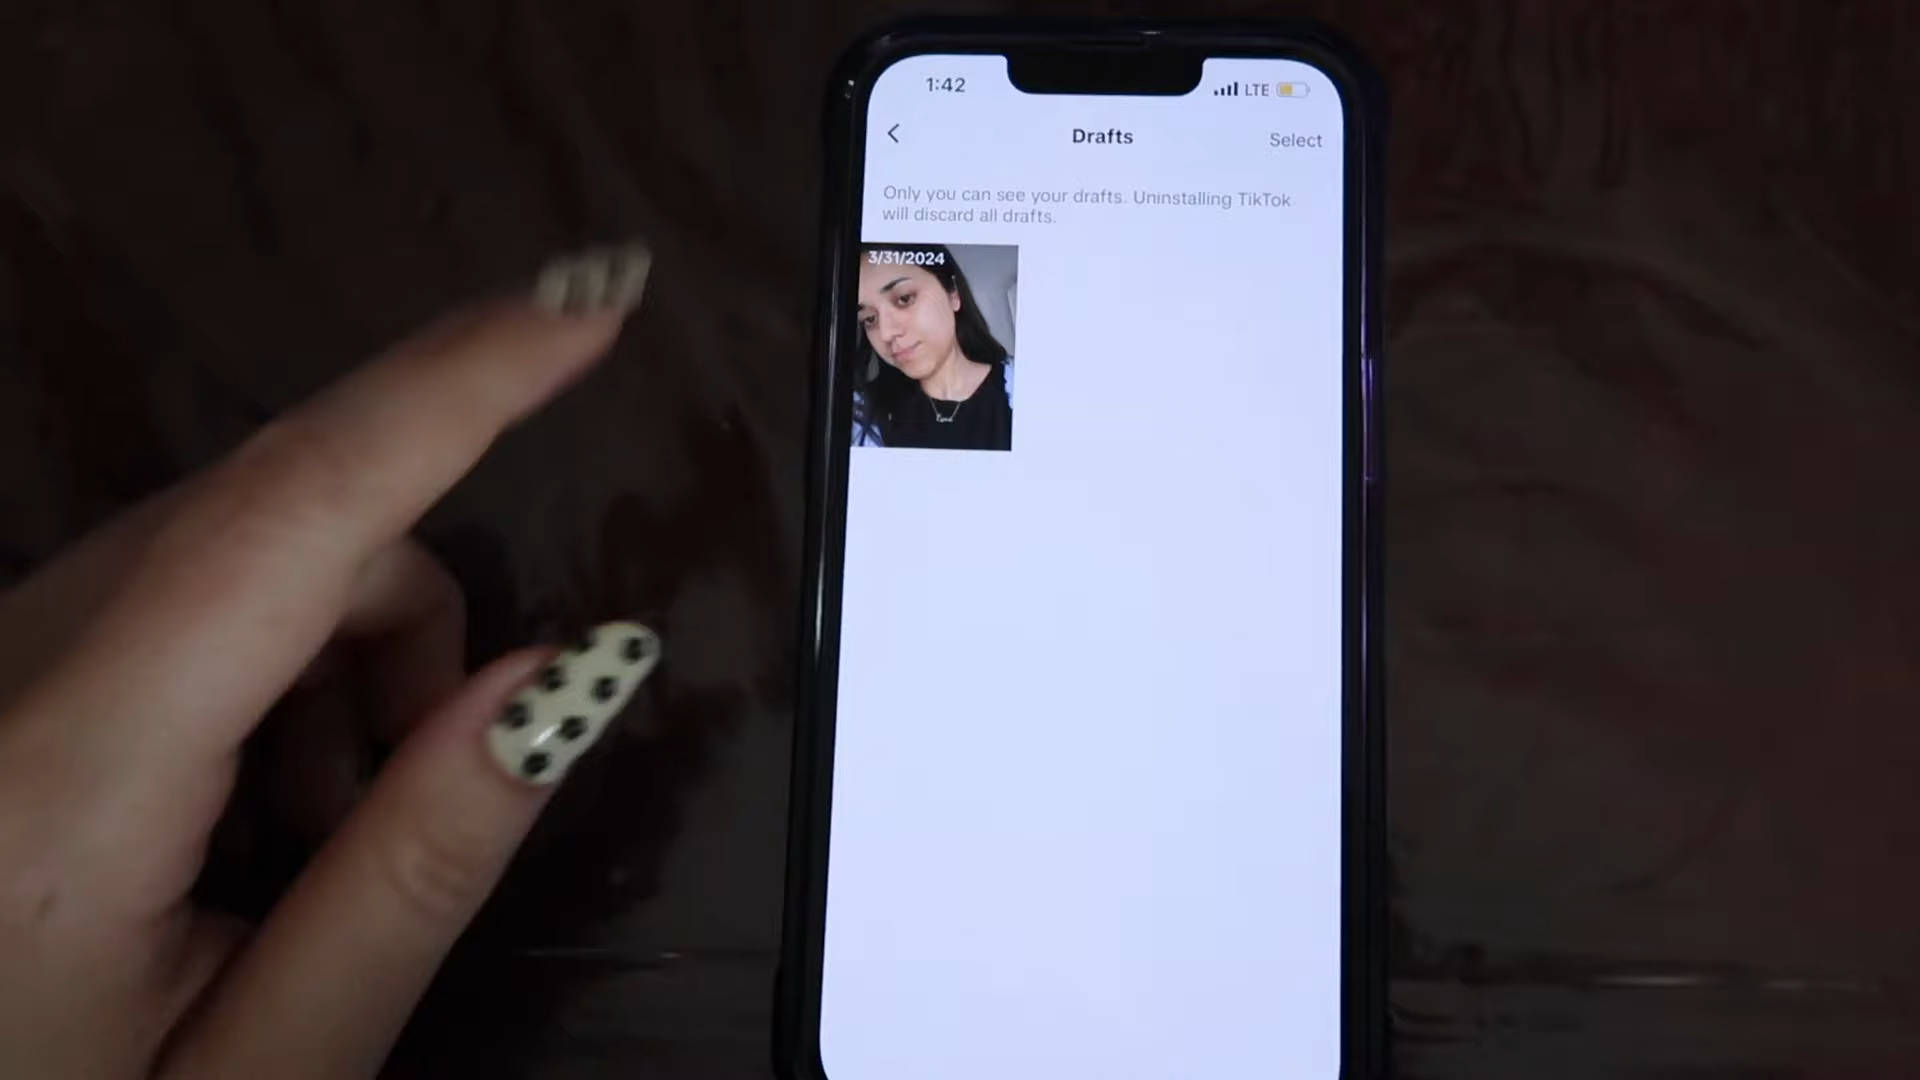 1:42
LTE
Drafts
Select
Only you can see your drafts. Uninstalling TikTok
will discard all drafts.
3/31/2024